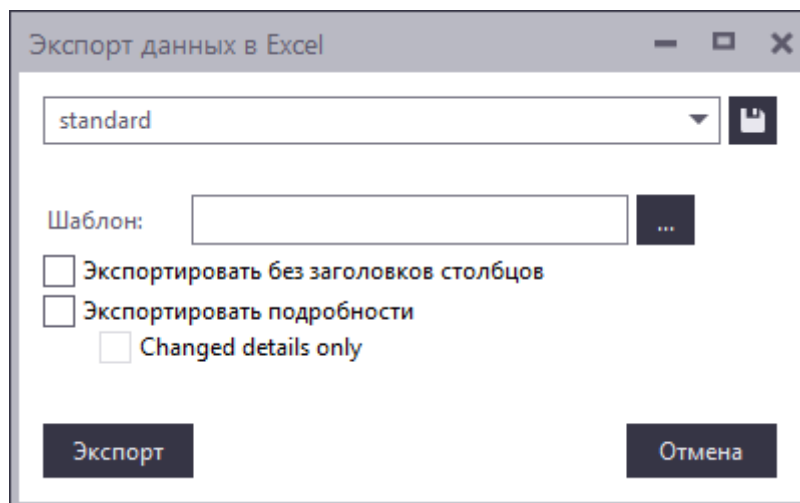 Экспорт данных в Excel
standard
Шаблон:
...
Экспортировать без заголовков столбцов
Экспортировать подробности
Changed details only
Экспорт
Отмена